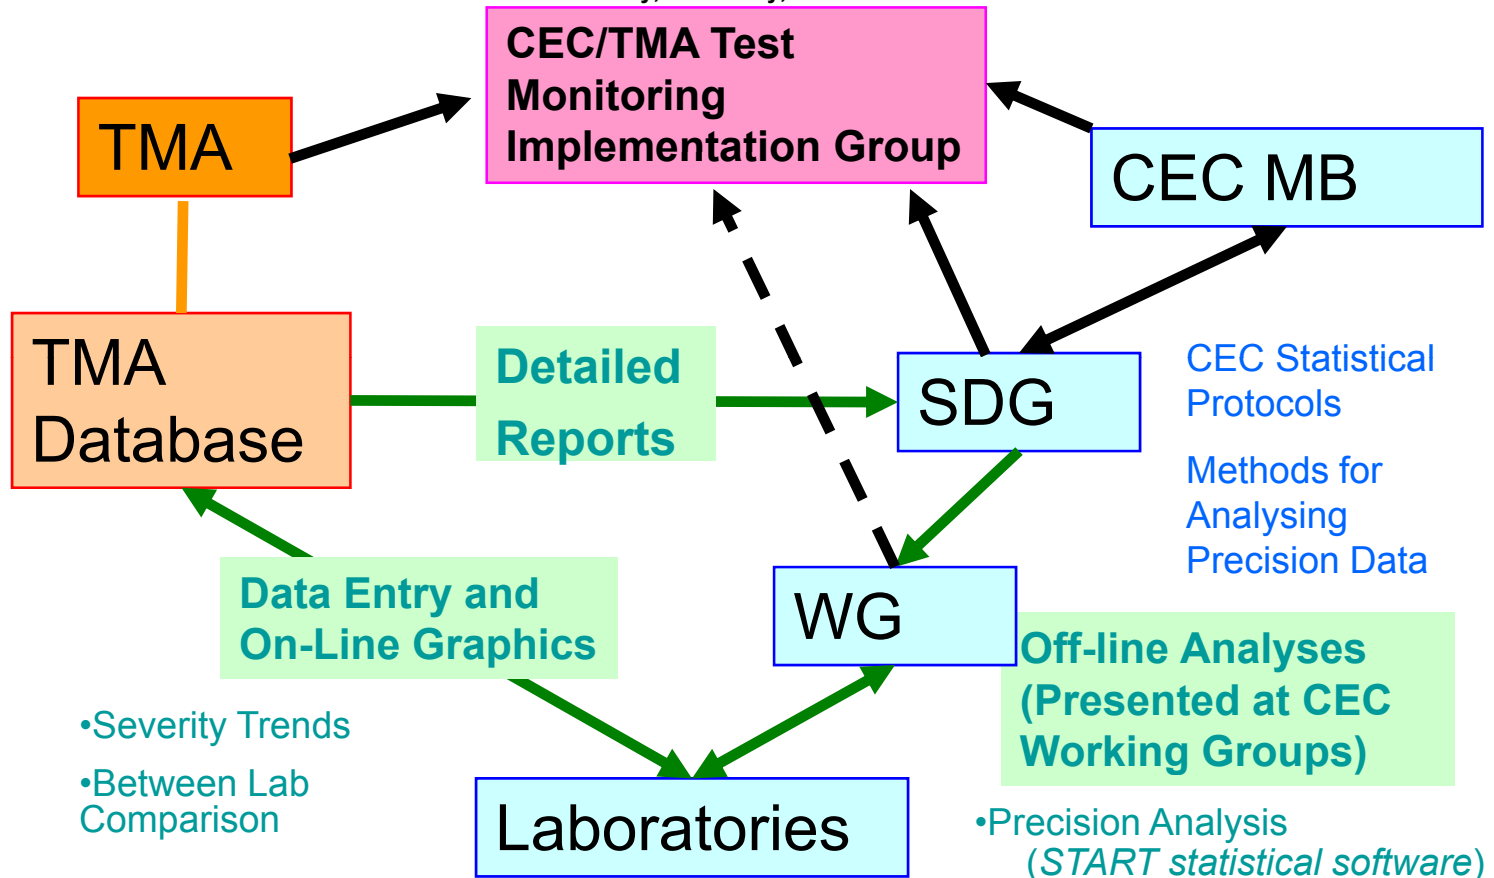 CEC/TMA Test
Monitoring
Implementation Group
TMA
CEC MB
TMA
Database
Detailed
Reports
SDG
CEC Statistical
Protocols
Methods for
Analysing
Precision Data
Data Entry and
On-Line Graphics
WG
Off-line Analyses
(Presented at CEC
Working Groups)
•Severity Trends
•Between Lab
Comparison
Laboratories
•Precision Analysis
(START statistical software)